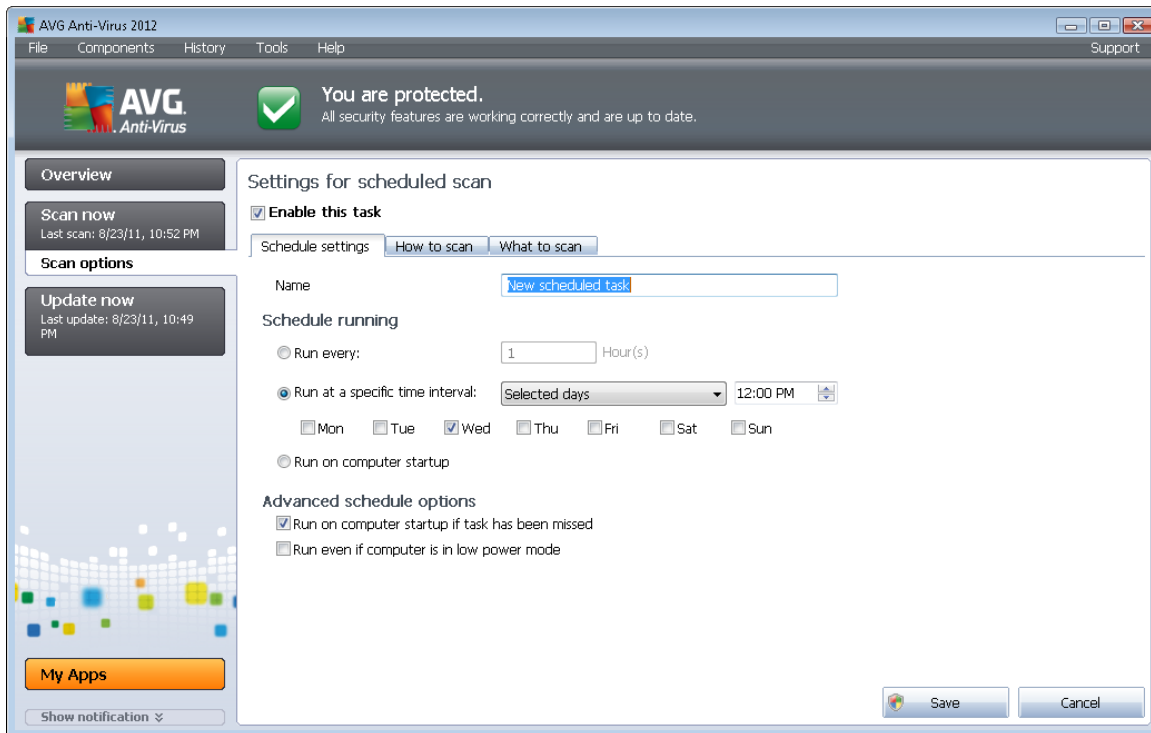 AVG Anti-Virus 2012
File Components History Tools Help Support
AVG.
Anti-Virus
You are protected.
All security features are working correctly and are up to date.
Overview
Scan now
Last scan: 8/23/11, 10:52 PM
Scan options
Update now
Last update: 8/23/11, 10:49
PM
My Apps
Show notification
Settings for scheduled scan
Enable this task
Schedule settings How to scan What to scan
Name New scheduled task
Schedule running
Run every: 1 Hour(s)
Run at a specific time interval: Selected days 12:00 PM
Mon Tue Wed Thu Fri Sat Sun
Run on computer startup
Advanced schedule options
Run on computer startup if task has been missed
Run even if computer is in low power mode
Save Cancel